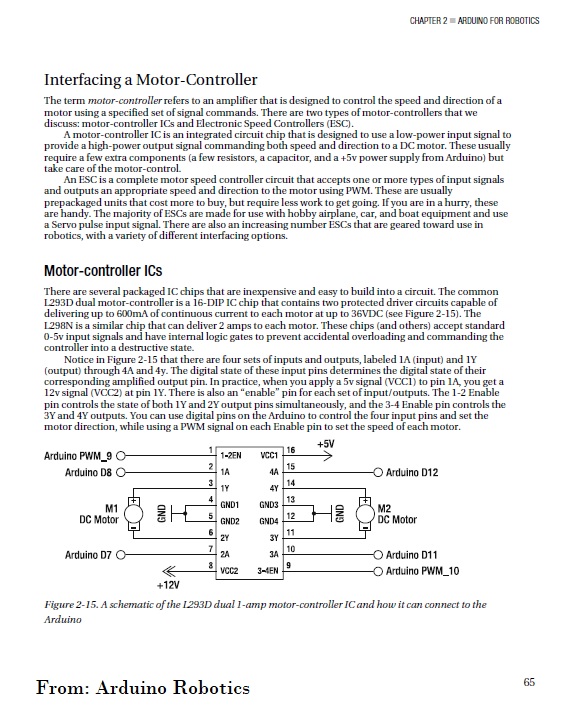 CHAPTER 2 ■ ARDUINO FOR ROBOTICS
Interfacing a Motor-Controller
The term motor-controller refers to an amplifier that is designed to control the speed and direction of a
motor using a specified set of signal commands. There are two types of motor-controllers that we
discuss: motor-controller ICs and Electronic Speed Controllers (ESC).
A motor-controller IC is an integrated circuit chip that is designed to use a low-power input signal to
provide a high-power output signal commanding both speed and direction to a DC motor. These usually
require a few extra components (a few resistors, a capacitor, and a +5v power supply from Arduino) but
take care of the motor-control.
An ESC is a complete motor speed controller circuit that accepts one or more types of input signals
and outputs an appropriate speed and direction to the motor using PWM. These are usually
prepackaged units that cost more to buy, but require less work to get going. If you are in a hurry, these
are handy. The majority of ESCs are made for use with hobby airplane, car, and boat equipment and use
a Servo pulse input signal. There are also an increasing number ESCs that are geared toward use in
robotics, with a variety of different interfacing options.
Motor-controller ICs
There are several packaged IC chips that are inexpensive and easy to build into a circuit. The common
L293D dual motor-controller is a 16-DIP IC chip that contains two protected driver circuits capable of
delivering up to 600mA of continuous current to each motor at up to 36VDC (see Figure 2-15). The
L298N is a similar chip that can deliver 2 amps to each motor. These chips (and others) accept standard
0-5v input signals and have internal logic gates to prevent accidental overloading and commanding the
controller into a destructive state.
Notice in Figure 2-15 that there are four sets of inputs and outputs, labeled 1A (input) and 1Y
(output) through 4A and 4y. The digital state of these input pins determines the digital state of their
corresponding amplified output pin. In practice, when you apply a 5v signal (VCC1) to pin 1A, you get a
12v signal (VCC2) at pin 1Y. There is also an “enable” pin for each set of input/outputs. The 1-2 Enable
pin controls the state of both 1Y and 2Y output pins simultaneously, and the 3-4 Enable pin controls the
3Y and 4Y outputs. You can use digital pins on the Arduino to control the four input pins and set the
motor direction, while using a PWM signal on each Enable pin to set the speed of each motor.
+5V
Arduino PWM_9 1 1-2EN VCC1 16
Arduino D8 2 1A 4A 15 Arduino D12
3 1Y 4Y 14
M1 DC Motor + - GND 4 GND1 GND3 13 GND + - M2 DC Motor
5 GND2 GND4 12
6 2Y 3Y 11
Arduino D7 7 2A 3A 10 Arduino D11
8 VCC2 3-4EN 9 Arduino PWM_10
+12V
Figure 2-15. A schematic of the L293D dual 1-amp motor-controller IC and how it can connect to the
Arduino
65
From: Arduino Robotics